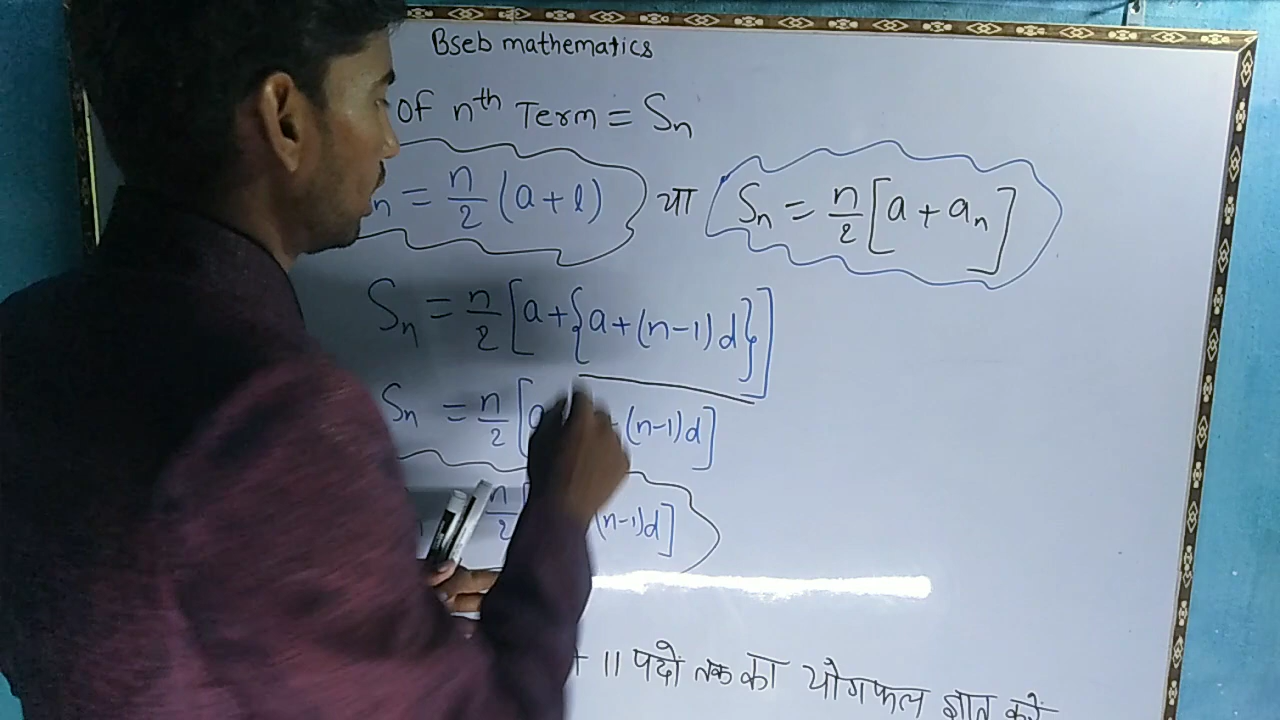 Bseb mathematics
of nth Term = Sn
n = n/2 (a + l) या Sn = n/2 [a + an]
Sn = n/2 [a + {a + (n-1)d}]
Sn = n/2 [a + (n-1)d]
n/2 (n-1)d]
+ 11 पदो तक का योगफल ज्ञात करें